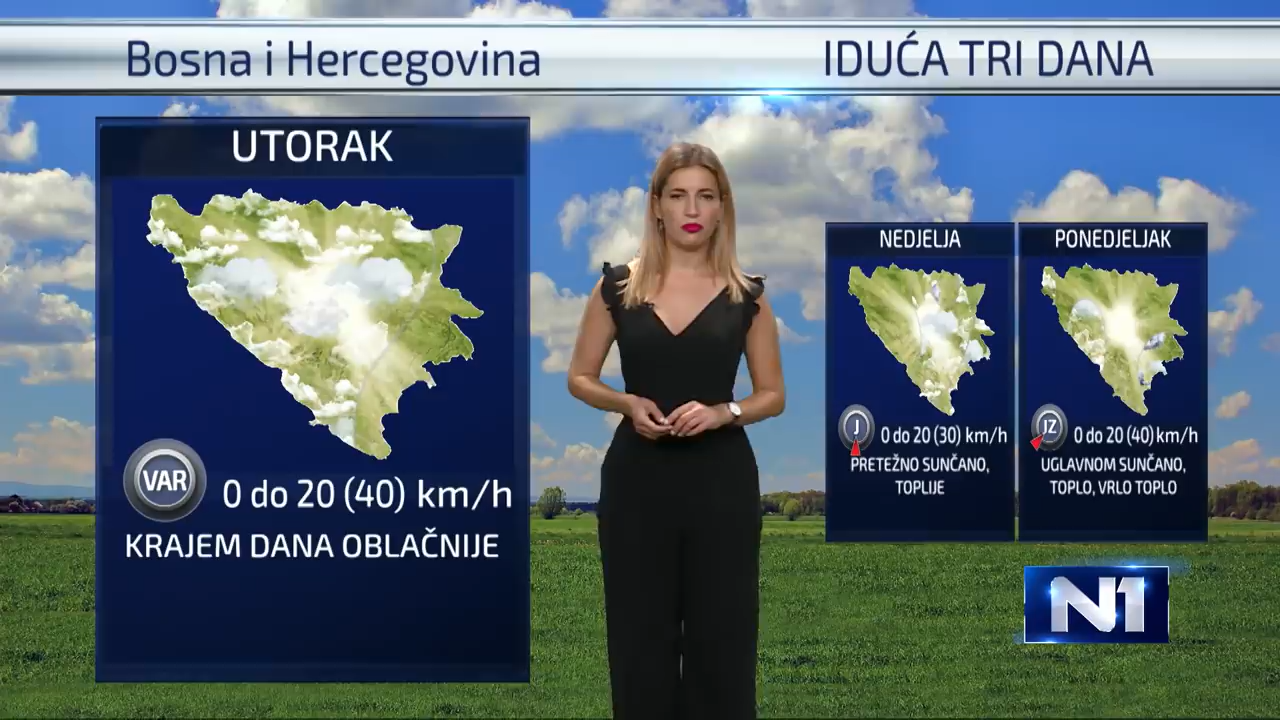 Bosna i Hercegovina
IDUĆA TRI DANA
UTORAK
VAR
0 do 20 (40) km/h
KRAJEM DANA OBLAČNIJE
NEDJELJA
J
0 do 20 (30) km/h
PRETEŽNO SUNČANO,
TOPLIJE
PONEDJELJAK
JZ
0 do 20 (40) km/h
UGLAVNOM SUNČANO,
TOPLO, VRLO TOPLO
N1